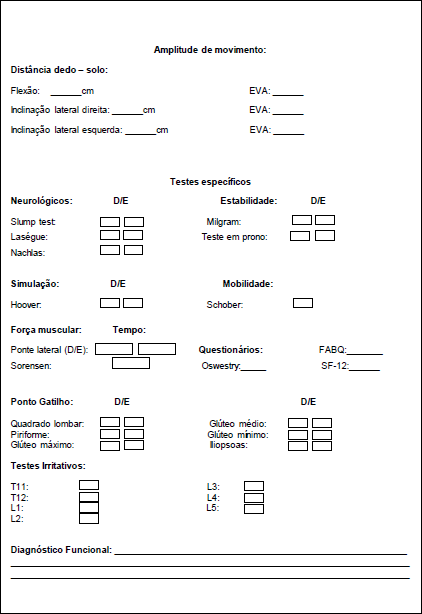 Amplitude de movimento:
Distância dedo – solo:
Flexão: ______cm EVA: ______
Inclinação lateral direita: ______cm EVA: ______
Inclinação lateral esquerda: ______cm EVA: ______
Testes específicos
Neurológicos: D/E Estabilidade: D/E
Slump test: Milgram:
Laségue: Teste em prono:
Nachlas:
Simulação: D/E Mobilidade:
Hoover: Schober:
Força muscular: Tempo:
Ponte lateral (D/E): Questionários: FABQ:_______
Sorensen: Oswestry:_____ SF-12:______
Ponto Gatilho: D/E D/E
Quadrado lombar: Glúteo médio:
Piriforme: Glúteo mínimo:
Glúteo máximo: Iliopsoas:
Testes Irritativos:
T11: L3:
T12: L4:
L1: L5:
L2:
Diagnóstico Funcional: ______________________________